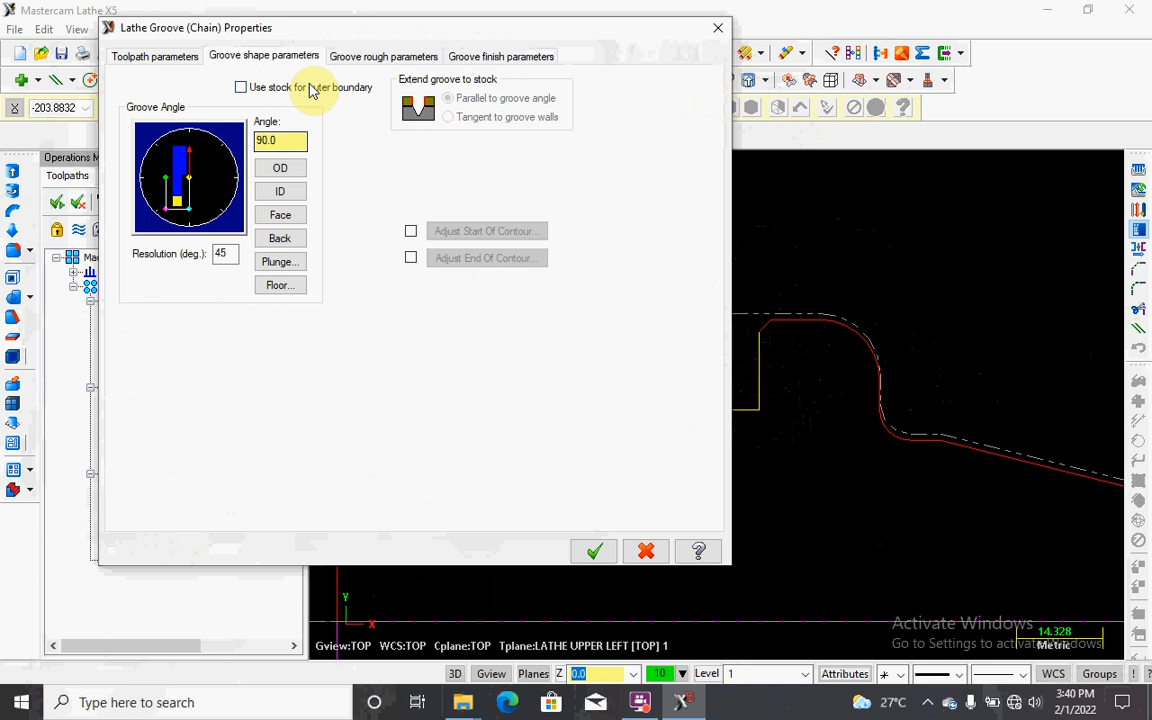 Mastercam Lathe X5
File Edit View
Lathe Groove (Chain) Properties
Toolpath parameters Groove shape parameters Groove rough parameters Groove finish parameters
Use stock for outer boundary
Extend groove to stock
Parallel to groove angle
Tangent to groove walls
Groove Angle
Angle:
90.0
OD
ID
Face
Back
Plunge...
Floor...
Resolution (deg.): 45
Adjust Start Of Contour...
Adjust End Of Contour...
-203.8832
Operations M
Toolpaths
Y
X
Gview:TOP WCS:TOP Cplane:TOP Tplane:LATHE UPPER LEFT [TOP] 1
Activate Windows
Go to Settings to activate Windows.
14.328
Metric
3D Gview Planes Z 0.0 10 Level 1 Attributes WCS Groups ! ?
Type here to search
27°C
3:40 PM
2/1/2022